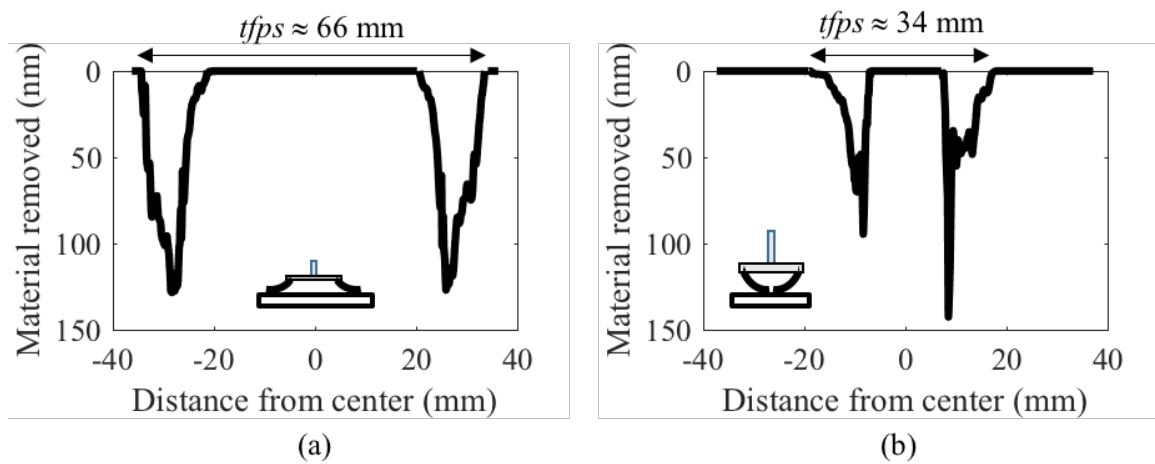 tfps ≈ 66 mm
Material removed (nm)
0
50
100
150
-40
-20
0
20
40
Distance from center (mm)
(a)
tfps ≈ 34 mm
Material removed (nm)
0
50
100
150
-40
-20
0
20
40
Distance from center (mm)
(b)